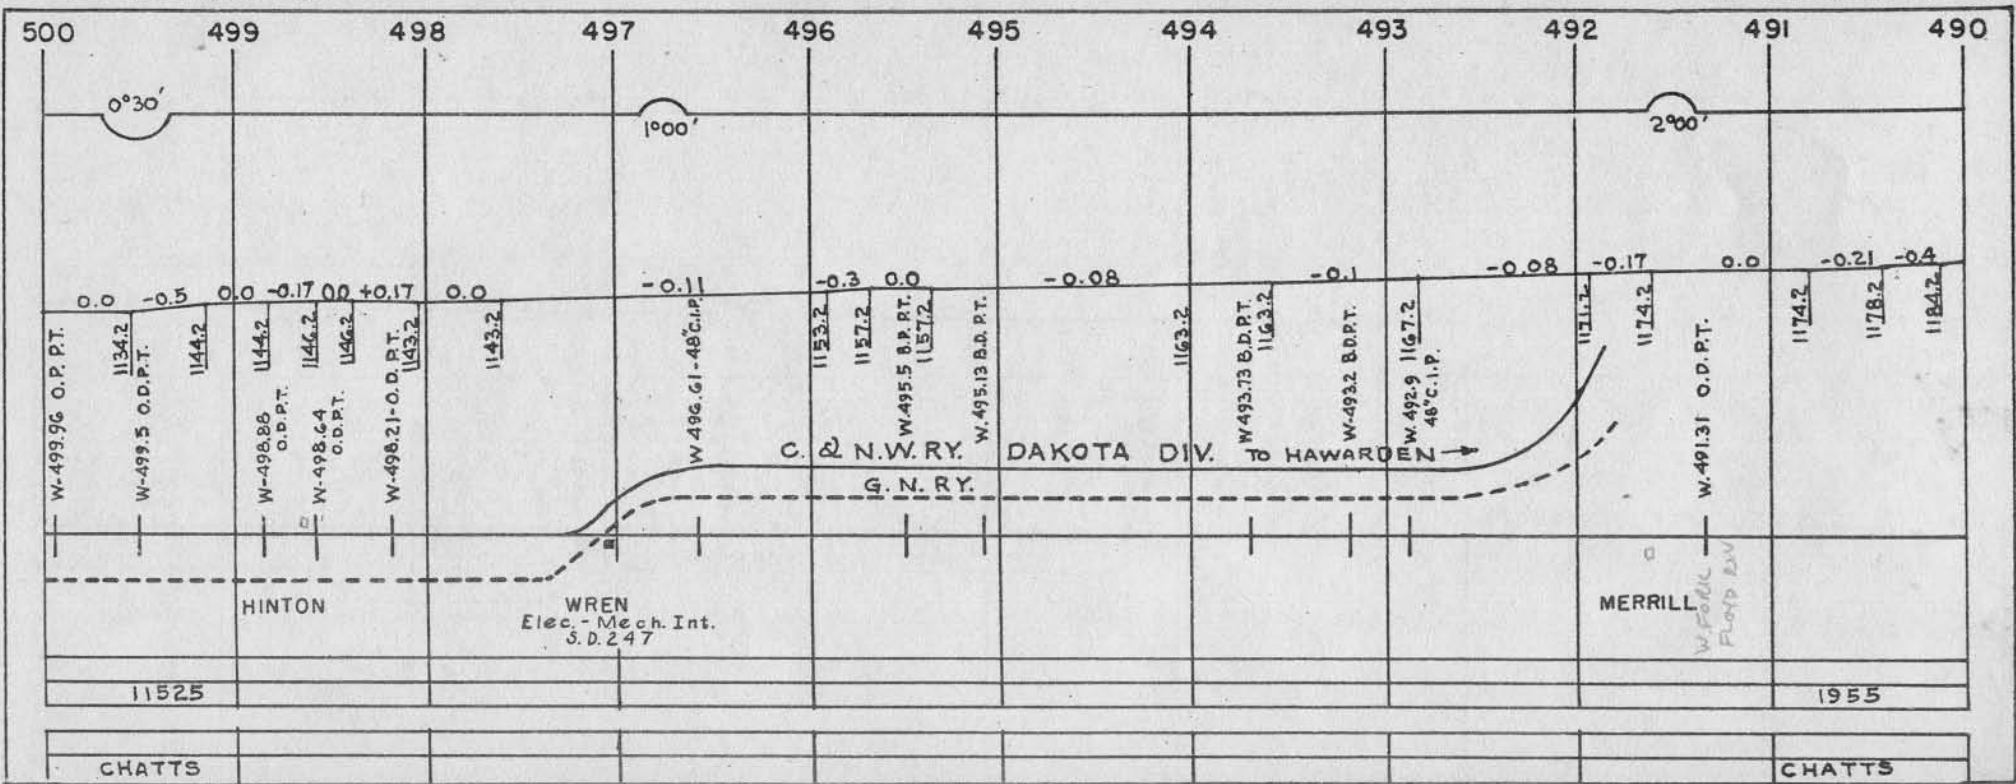 500 499 498 497 496 495 494 493 492 491 490
0°30′
1°00′
2°00′
0.0 -0.5 0.0 -0.17 0.0 +0.17 0.0 -0.11 -0.3 0.0 -0.08 -0.1 -0.08 -0.17 0.0 -0.21 -0.4
W-499.96 O.P.P.T.
1134.2
W-499.5 O.D.P.T.
1144.2
1144.2
W-498.88
O.D.P.T.
1146.2
W-498.64
O.D.P.T.
1146.2
W-498.21-O.D.P.T.
1143.2
1143.2
W 496.61-48"C.I.P.
1153.2
1157.2
W.495.5 B.P.P.T.
1157.2
W.495.13 B.D.P.T.
1163.2
W493.73 B.D.P.T.
1163.2
W-493.2 B.D.P.T.
W.492.9 1167.2
48"C.I.P.
1171.2
1174.2
W.491.31 O.D.P.T.
1174.2
1178.2
1184.2
C. & N.W. RY. DAKOTA DIV. TO HAWARDEN →
G. N. RY.
HINTON
WREN
Elec.-Mech. Int.
S.D. 247
MERRILL
W. FORK
FLOYD RIV
11525
1955
CHATTS
CHATTS